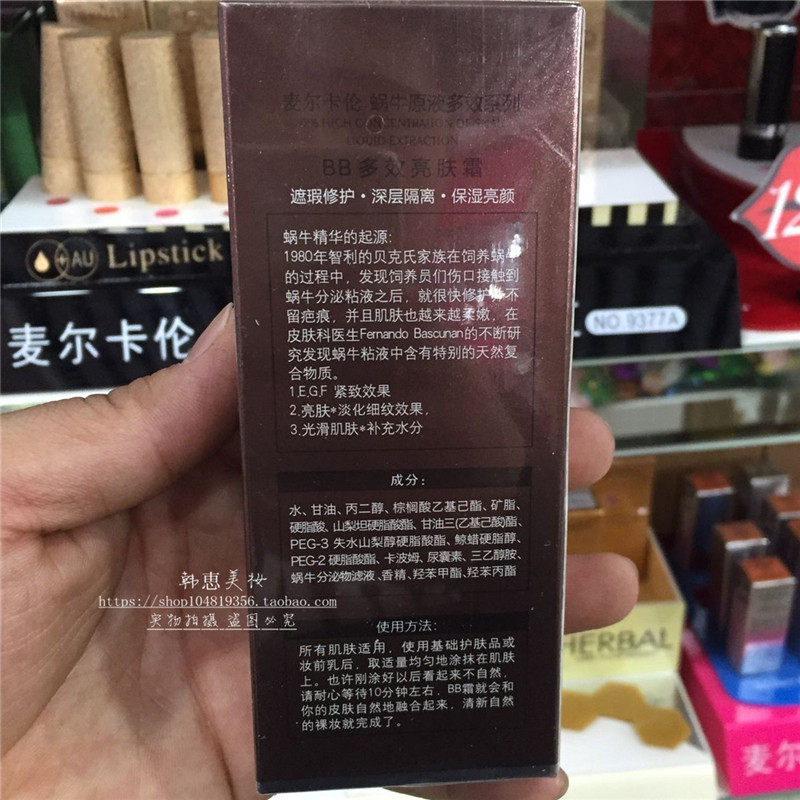 麦尔卡伦 蜗牛原液多效系列
LIQUID EXTRACTION
BB多效亮肤霜
遮瑕修护·深层隔离·保湿亮颜
蜗牛精华的起源:
1980年智利的贝克氏家族在饲养蜗牛
的过程中，发现饲养员们伤口接触到
蜗牛分泌粘液之后，就很快修护并不
留疤痕，并且肌肤也越来越柔嫩，在
皮肤科医生Fernando Bascunan的不断研
究发现蜗牛粘液中含有特别的天然复
合物质。
1,E,G,F 紧致效果
2,亮肤*淡化细纹效果,
3.光滑肌肤*补充水分
成分:
水、甘油、丙二醇、棕榈酸乙基己酯、矿脂、
硬脂酸、山梨坦硬脂酸酯、甘油三(乙基己酸)酯、
PEG-3 失水山梨醇硬脂酸酯、鲸蜡硬脂醇、
PEG-2 硬脂酸酯、卡波姆、尿囊素、三乙醇胺、
蜗牛分泌物滤液、香精、羟苯甲酯、羟苯丙酯
使用方法:
所有肌肤适用，使用基础护肤品或
妆前乳后，取适量均匀地涂抹在肌肤
上。也许刚涂好以后看起来不自然，
请耐心等待10分钟左右，BB霜就会和
你的皮肤自然地融合起来，清新自然
的裸妆就完成了。
+AU Lipstick
麦尔卡伦
NO.9377A
12
HERBAL
麦尔卡
韩惠美妆
https://shop104819356.taobao.com
实物拍摄 盗图必究